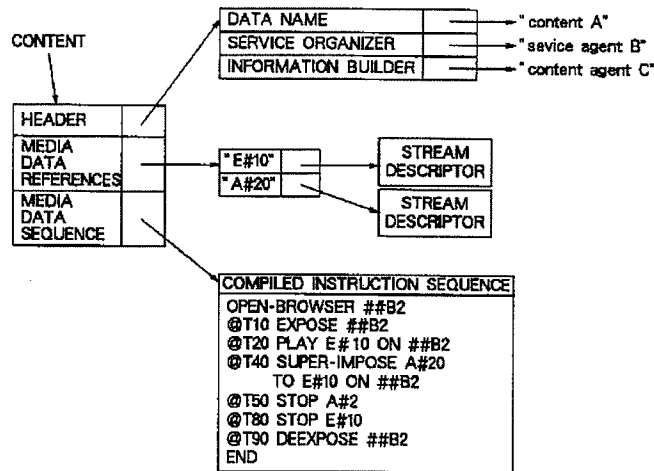 CONTENT
DATA NAME
"content A"
SERVICE ORGANIZER
"sevice agent B"
INFORMATION BUILDER
"content agent C"
HEADER
MEDIA
DATA
REFERENCES
MEDIA
DATA
SEQUENCE
"E#10"
"A#20"
STREAM
DESCRIPTOR
STREAM
DESCRIPTOR
COMPILED INSTRUCTION SEQUENCE
OPEN-BROWSER ##B2
@T10 EXPOSE ##B2
@T20 PLAY E#10 ON ##B2
@T40 SUPER-IMPOSE A#20
TO E#10 ON ##B2
@T50 STOP A#2
@T80 STOP E#10
@T90 DEEXPOSE ##B2
END